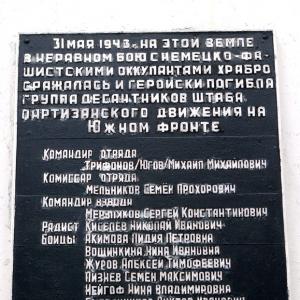 31 МАЯ 1943 НА ЭТОЙ ЗЕМЛЕ
В НЕРАВНОМ БОЮ С НЕМЕЦКО-ФА-
ШИСТСКИМИ ОККУПАНТАМИ ХРАБРО
СРАЖАЛАСЬ И ГЕРОЙСКИ ПОГИБЛА
ГРУППА ДЕСАНТНИКОВ ШТАБА
ПАРТИЗАНСКОГО ДВИЖЕНИЯ НА
ЮЖНОМ ФРОНТЕ
КОМАНДИР ОТРЯДА
ТРИФОНОВ/ЮГОВ/МИХАИЛ МИХАЙЛОВИЧ
КОМИССАР ОТРЯДА
МЕЛЬНИКОВ СЕМЕН ПРОХОРОВИЧ
КОМАНДИР ВЗВОДА
СЕРГЕЙ КОНСТАНТИНОВИЧ
РАДИСТ КИСЕЛЕВ НИКОЛАЙ ИВАНОВИЧ
БОЙЦЫ АКИМОВА ЛИДИЯ ПЕТРОВНА
ВОЩИНКИНА НИНА ИВАНОВНА
ЖУРОВ АЛЕКСЕЙ ТИМОФЕЕВИЧ
ПИЗНЕВ СЕМЕН МАКСИМОВИЧ
НЕЙГОФ НИНА ВЛАДИМИРОВНА